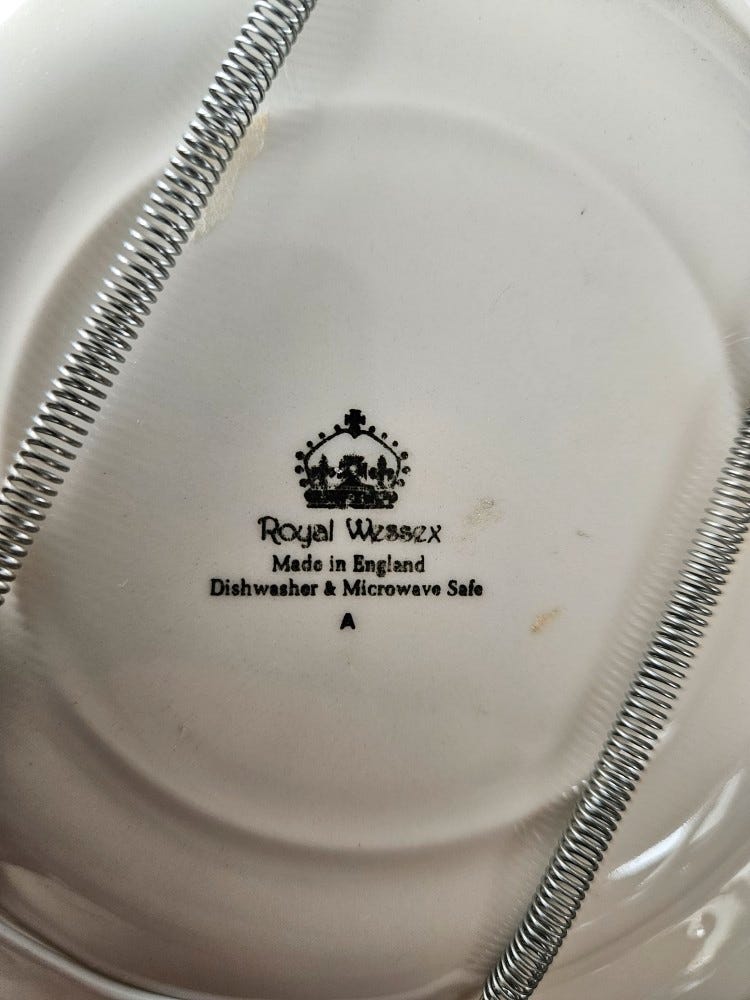 Royal Wessex
Made in England
Dishwasher & Microwave Safe
A